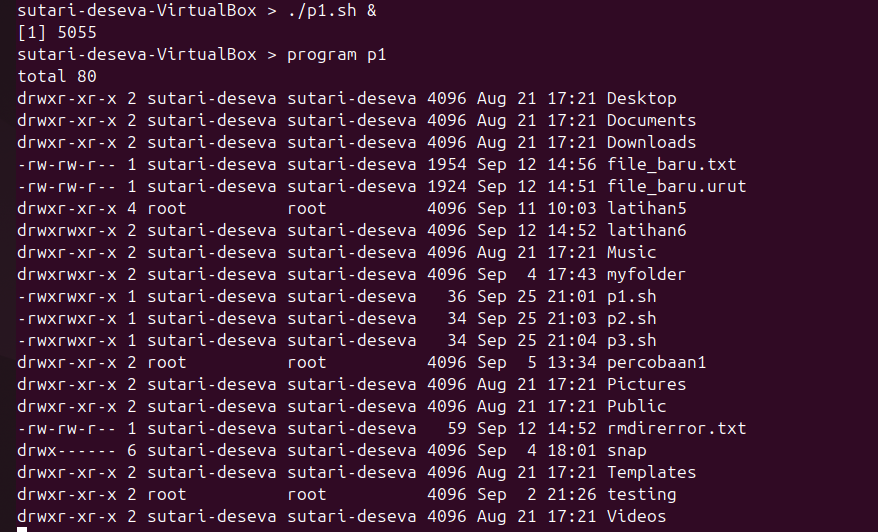 sutari-deseva-VirtualBox > ./p1.sh &
[1] 5055
sutari-deseva-VirtualBox > program p1
total 80
drwxr-xr-x 2 sutari-deseva sutari-deseva 4096 Aug 21 17:21 Desktop
drwxr-xr-x 2 sutari-deseva sutari-deseva 4096 Aug 21 17:21 Documents
drwxr-xr-x 2 sutari-deseva sutari-deseva 4096 Aug 21 17:21 Downloads
-rw-rw-r-- 1 sutari-deseva sutari-deseva 1954 Sep 12 14:56 file_baru.txt
-rw-rw-r-- 1 sutari-deseva sutari-deseva 1924 Sep 12 14:51 file_baru.urut
drwxr-xr-x 4 root          root          4096 Sep 11 10:03 latihan5
drwxrwxr-x 2 sutari-deseva sutari-deseva 4096 Sep 12 14:52 latihan6
drwxr-xr-x 2 sutari-deseva sutari-deseva 4096 Aug 21 17:21 Music
drwxrwxr-x 2 sutari-deseva sutari-deseva 4096 Sep  4 17:43 myfolder
-rwxrwxr-x 1 sutari-deseva sutari-deseva   36 Sep 25 21:01 p1.sh
-rwxrwxr-x 1 sutari-deseva sutari-deseva   34 Sep 25 21:03 p2.sh
-rwxrwxr-x 1 sutari-deseva sutari-deseva   34 Sep 25 21:04 p3.sh
drwxr-xr-x 2 root          root          4096 Sep  5 13:34 percobaan1
drwxr-xr-x 2 sutari-deseva sutari-deseva 4096 Aug 21 17:21 Pictures
drwxr-xr-x 2 sutari-deseva sutari-deseva 4096 Aug 21 17:21 Public
-rw-rw-r-- 1 sutari-deseva sutari-deseva   59 Sep 12 14:52 rmdirerror.txt
drwx------ 6 sutari-deseva sutari-deseva 4096 Sep  4 18:01 snap
drwxr-xr-x 2 sutari-deseva sutari-deseva 4096 Aug 21 17:21 Templates
drwxr-xr-x 2 root          root          4096 Sep  2 21:26 testing
drwxr-xr-x 2 sutari-deseva sutari-deseva 4096 Aug 21 17:21 Videos